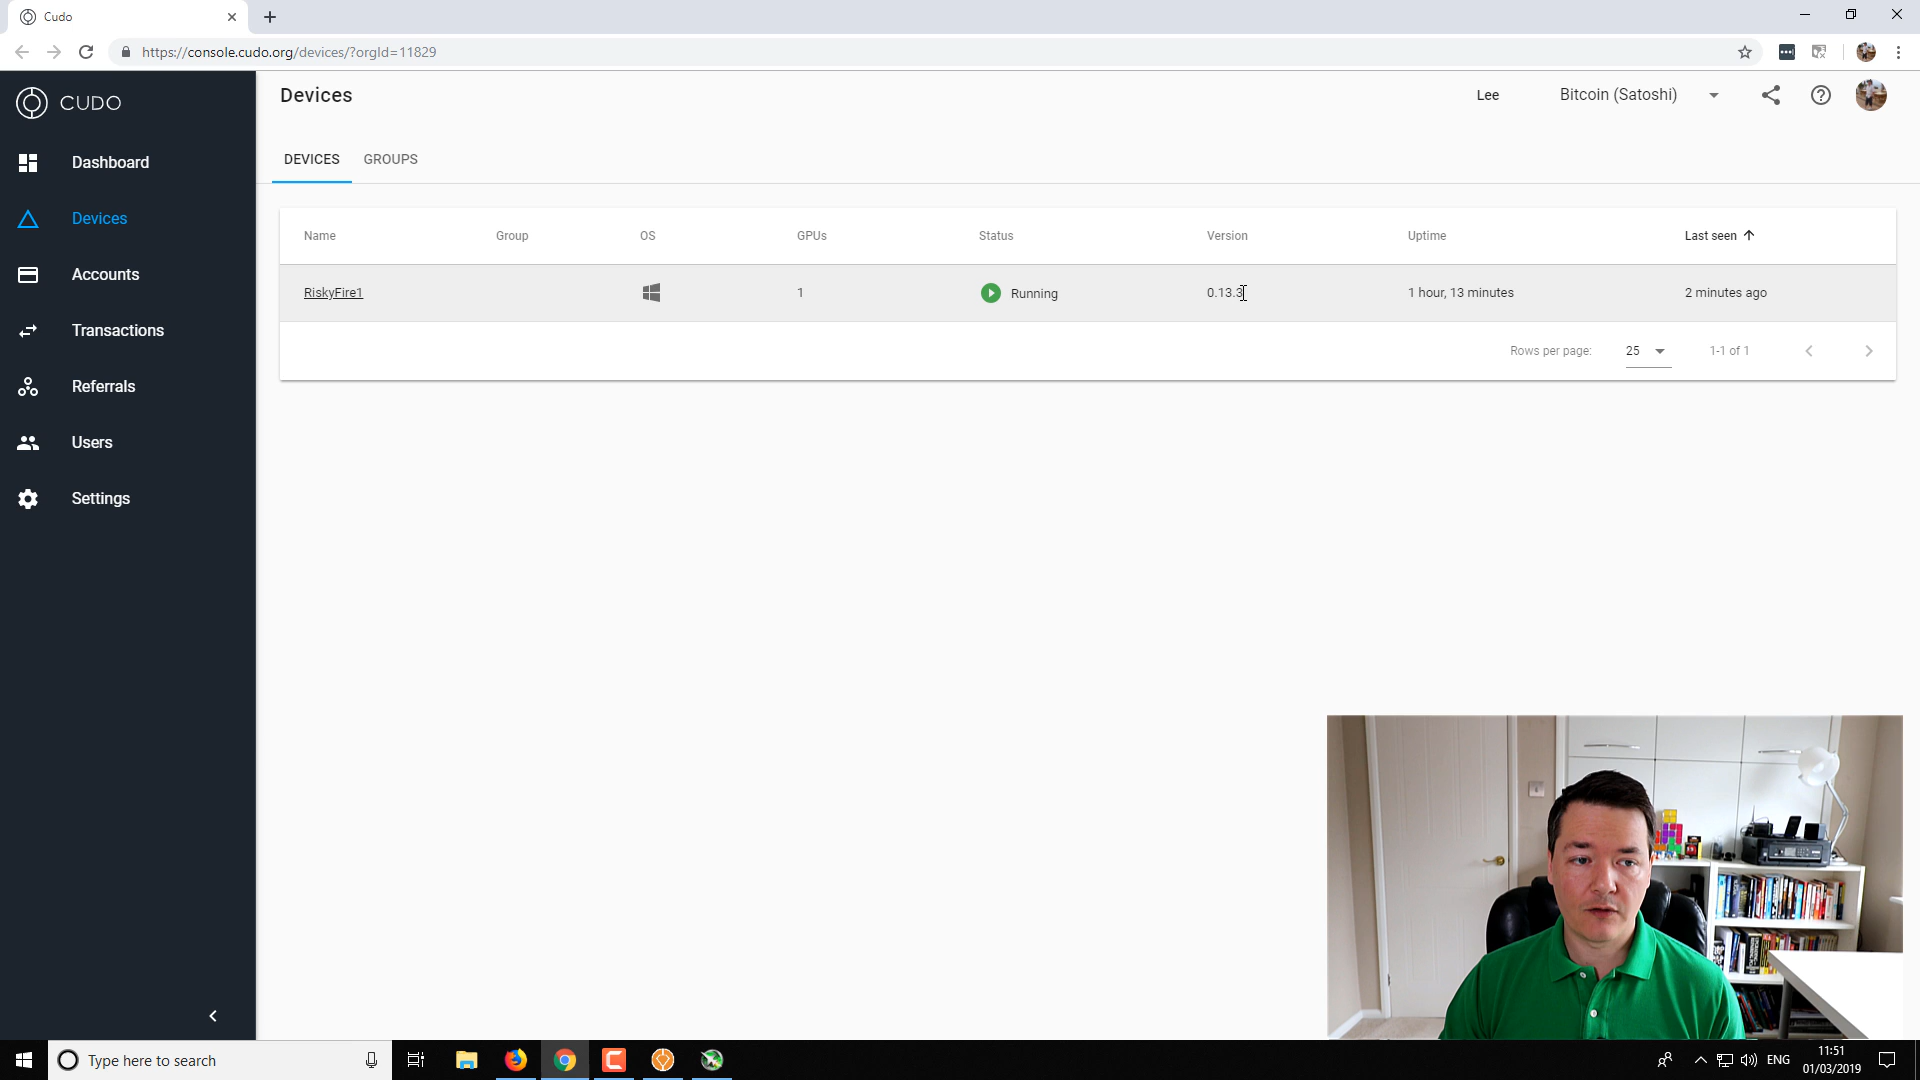 Cudo
https://console.cudo.org/devices/?orgId=11829
CUDO
Devices
Lee
Bitcoin (Satoshi)
Dashboard
Devices
Accounts
Transactions
Referrals
Users
Settings
DEVICES GROUPS
Name Group OS GPUs Status Version Uptime Last seen
RiskyFire1 1 Running 0.13.3 1 hour, 13 minutes 2 minutes ago
Rows per page: 25 1-1 of 1
Type here to search
ENG
11:51
01/03/2019